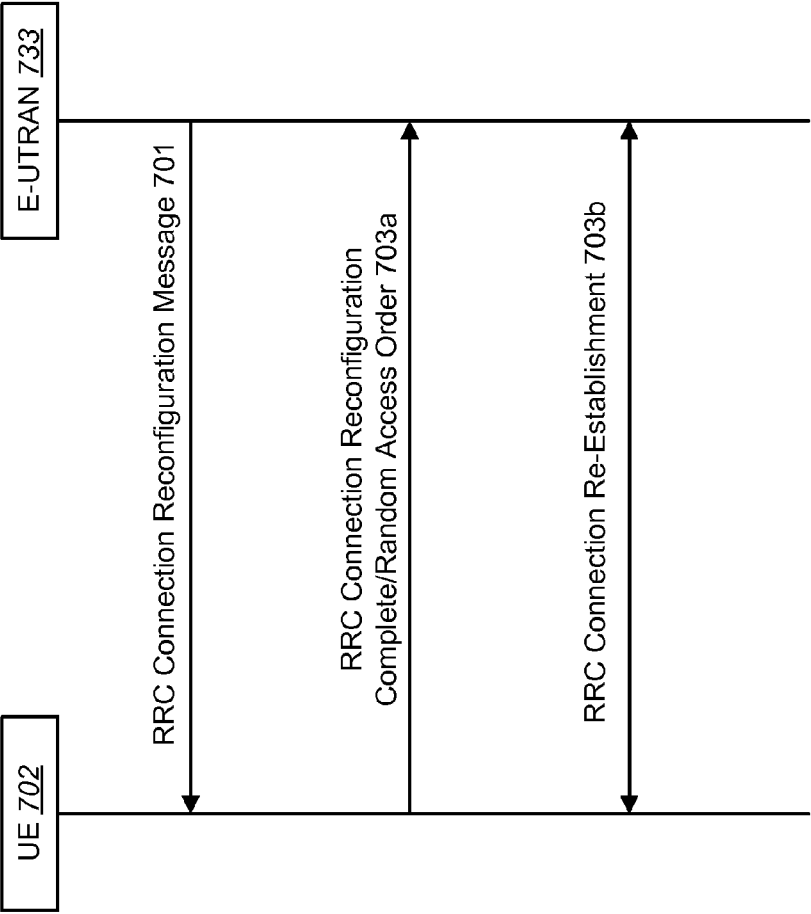 UE 702
E-UTRAN 733
RRC Connection Reconfiguration Message 701
RRC Connection Reconfiguration
Complete/Random Access Order 703a
RRC Connection Re-Establishment 703b